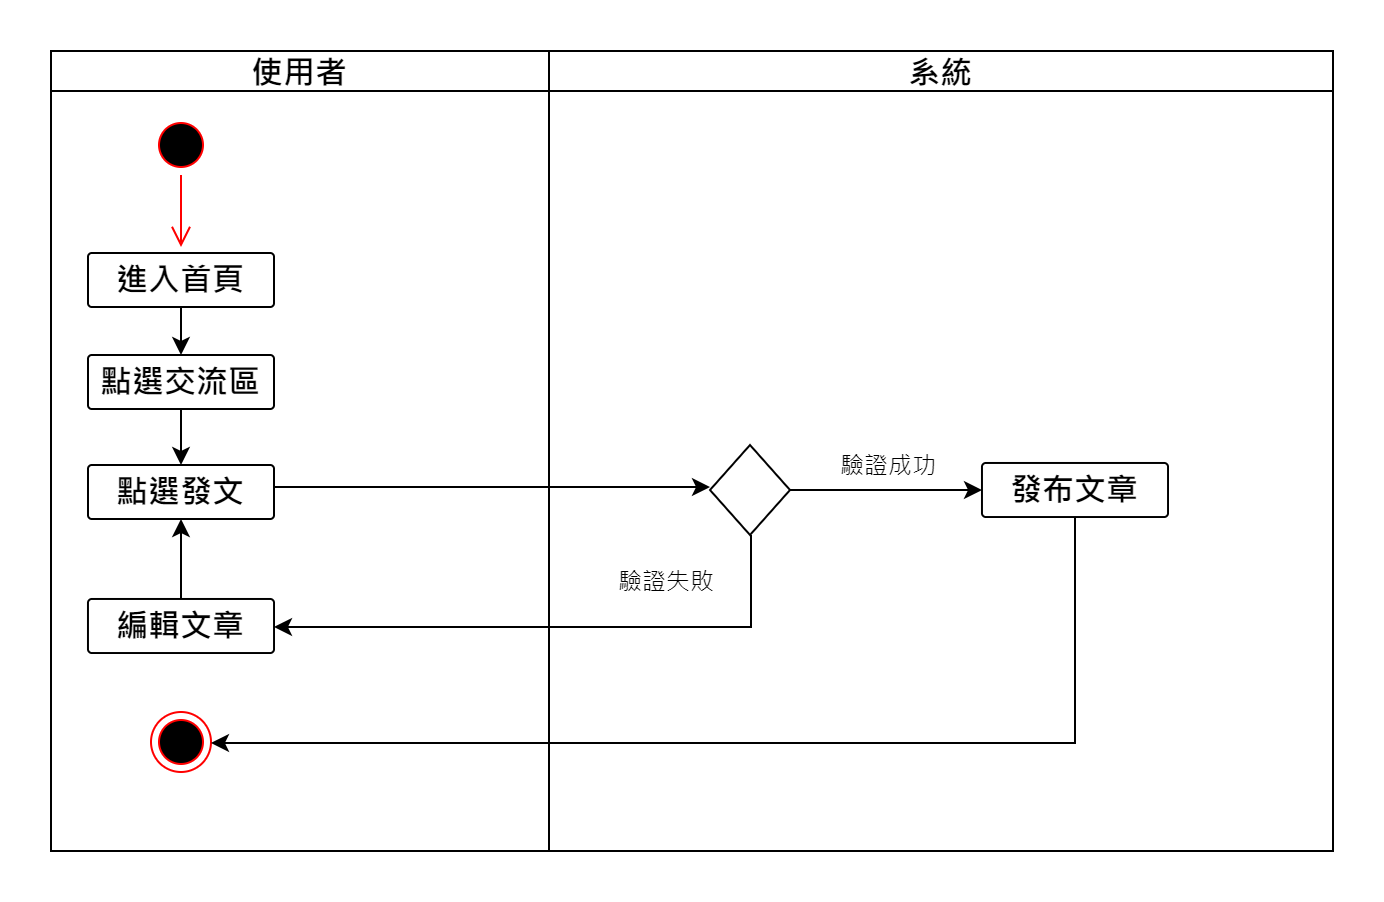 使用者
系統
進入首頁
點選交流區
點選發文
驗證成功
發布文章
驗證失敗
編輯文章